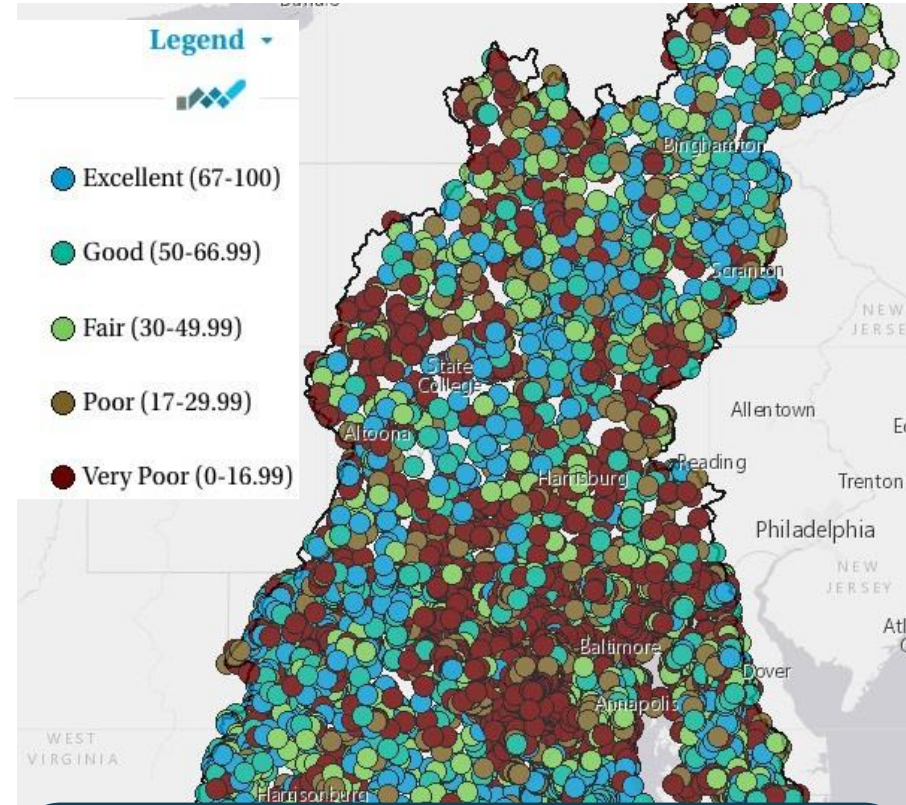 Legend
Excellent (67-100)
Good (50-66.99)
Fair (30-49.99)
Poor (17-29.99)
Very Poor (0-16.99)
Binghamton
Scranton
NEW
State
College
Allentown
Altoona
Reading
Harrisburg
Trenton
Philadelphia
NEW
JERSEY
Baltimore
Dover
Annapolis
WEST
VIRGINIA
Harrisonburg